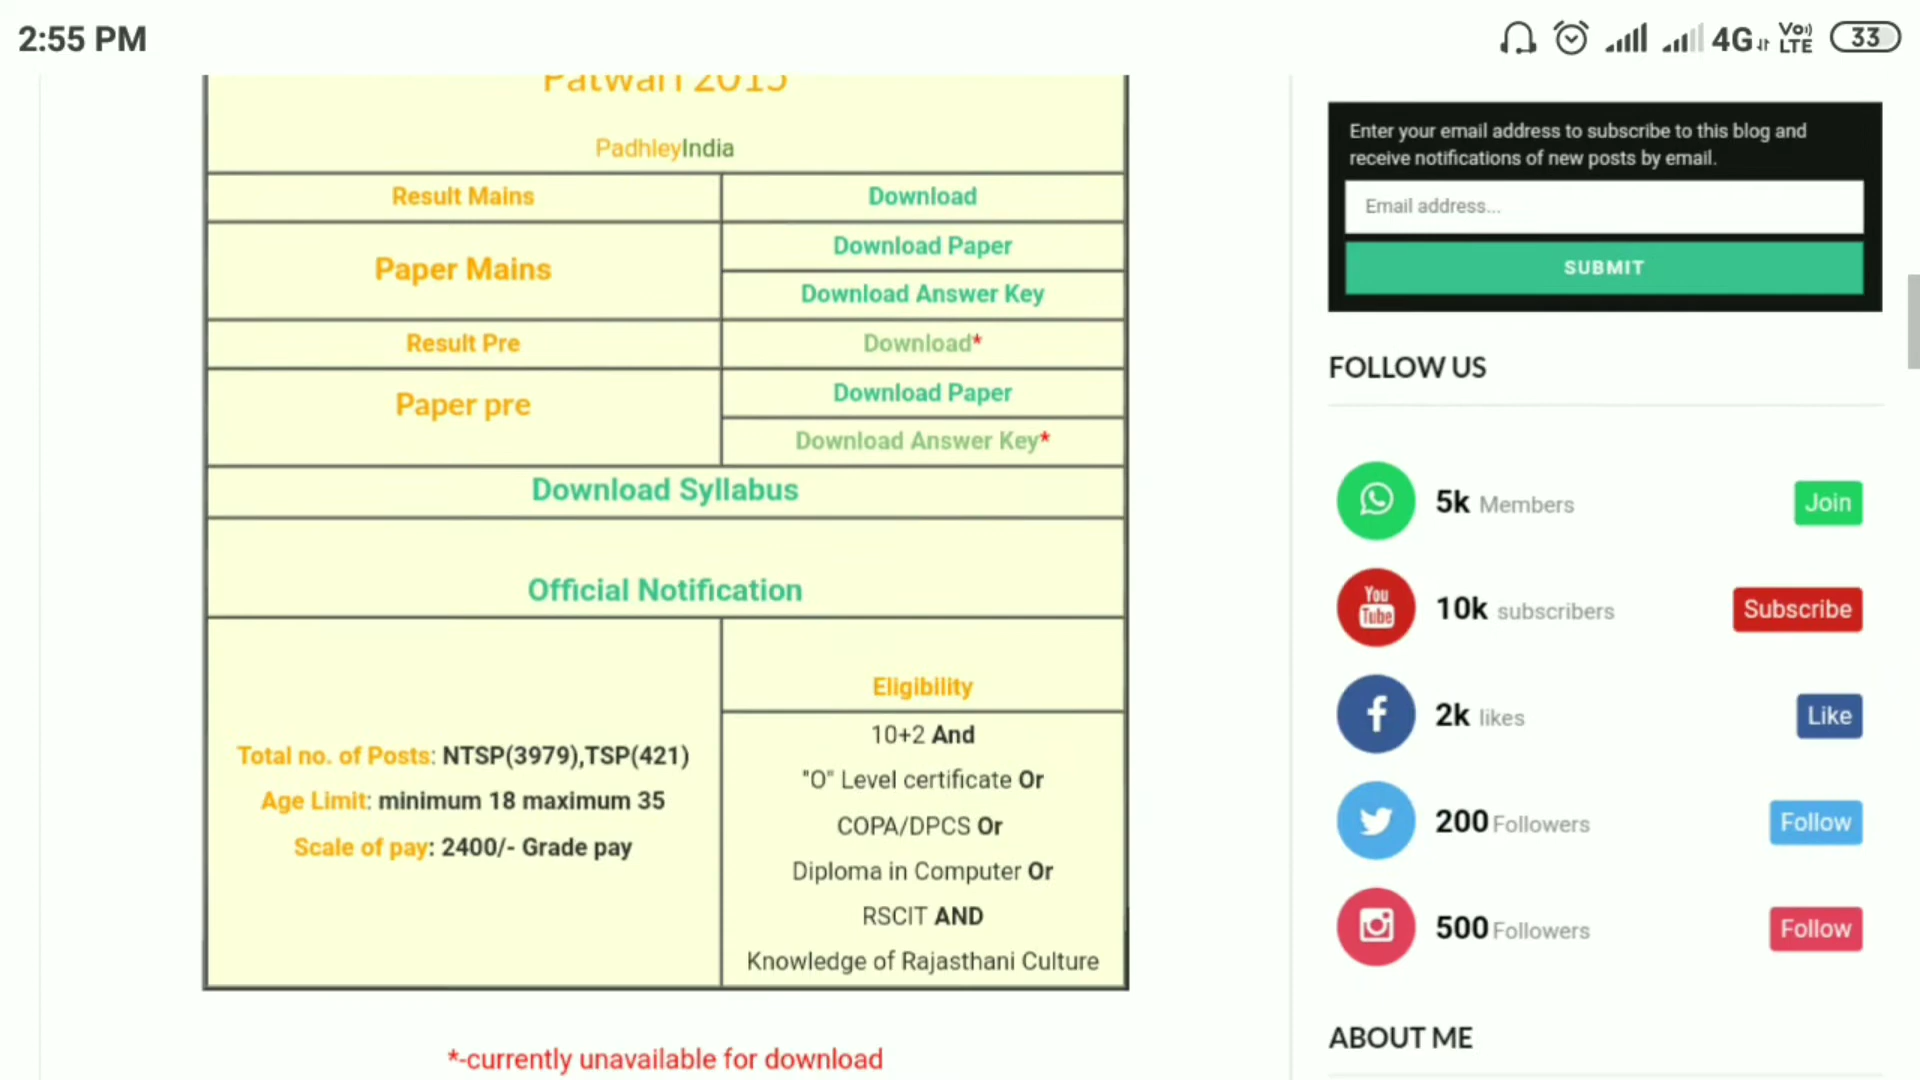 2:55 PM
4G
Vo)
LTE
33
Patwari 2015
PadhleyIndia
Result Mains
Download
Paper Mains
Download Paper
Download Answer Key
Result Pre
Download*
Paper pre
Download Paper
Download Answer Key*
Download Syllabus
Official Notification
Total no. of Posts: NTSP(3979),TSP(421)
Age Limit: minimum 18 maximum 35
Scale of pay: 2400/- Grade pay
Eligibility
10+2 And
"O" Level certificate Or
COPA/DPCS Or
Diploma in Computer Or
RSCIT AND
Knowledge of Rajasthani Culture
*-currently unavailable for download
Enter your email address to subscribe to this blog and
receive notifications of new posts by email.
Email address...
SUBMIT
FOLLOW US
5k Members
Join
You
Tube
10k subscribers
Subscribe
f
2k likes
Like
200 Followers
Follow
500 Followers
Follow
ABOUT ME